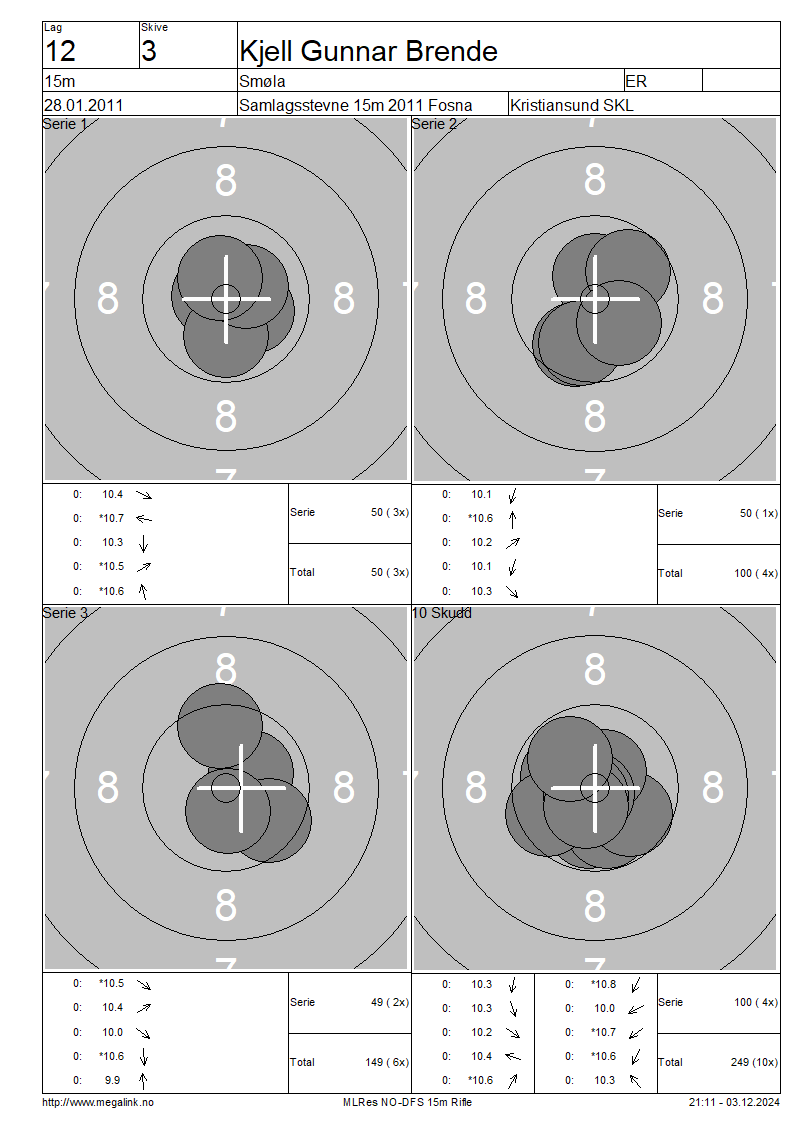 Lag
Skive
12
3
Kjell Gunnar Brende
15m
Smøla
ER
28.01.2011
Samlagsstevne 15m 2011 Fosna
Kristiansund SKL
Serie 1
7
8
8 8
7 7
8
7
Serie 2
7
8
8 8
7 7
8
7
0: 10.4
0: *10.7
0: 10.3
0: *10.5
0: *10.6
Serie 50 ( 3x)
Total 50 ( 3x)
0: 10.1
0: *10.6
0: 10.2
0: 10.1
0: 10.3
Serie 50 ( 1x)
Total 100 ( 4x)
Serie 3
7
8
8 8
7 7
8
7
10 Skudd
7
8
8 8
7 7
8
7
0: *10.5
0: 10.4
0: 10.0
0: *10.6
0: 9.9
Serie 49 ( 2x)
Total 149 ( 6x)
0: 10.3
0: 10.3
0: 10.2
0: 10.4
0: *10.6
0: *10.8
0: 10.0
0: *10.7
0: *10.6
0: 10.3
Serie 100 ( 4x)
Total 249 (10x)
http://www.megalink.no
MLRes NO-DFS 15m Rifle
21:11 - 03.12.2024